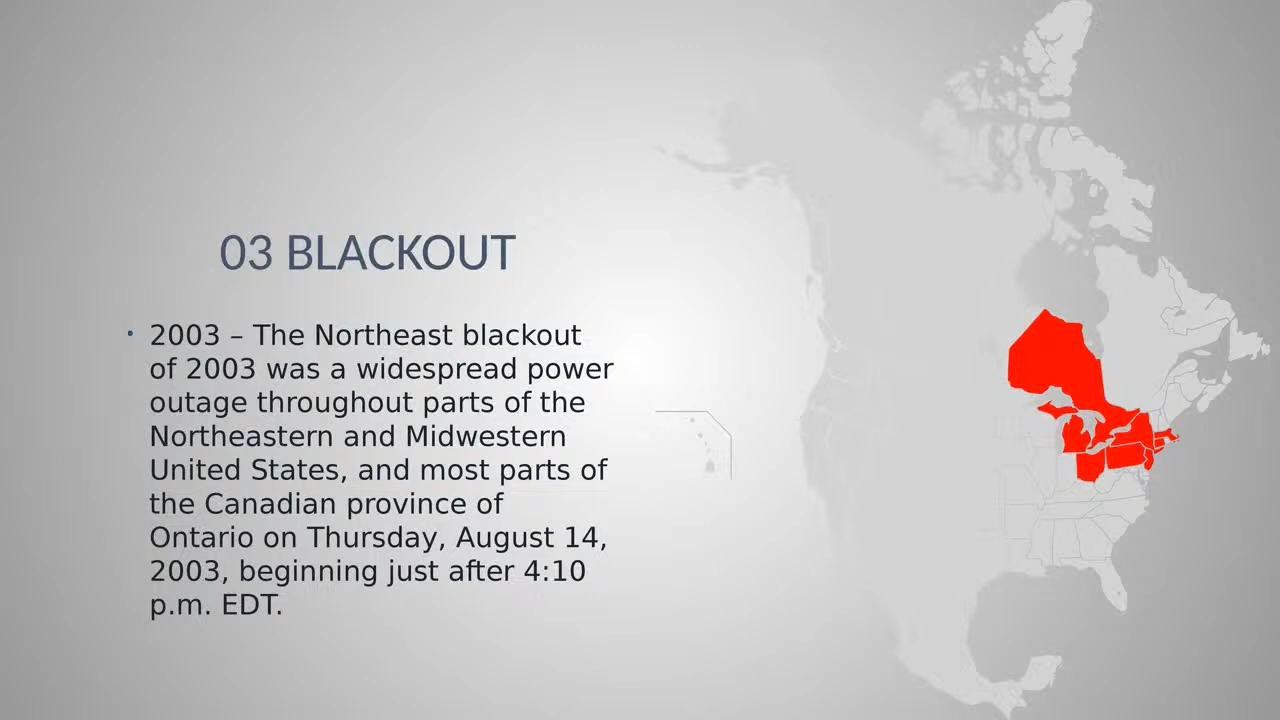 03 BLACKOUT
• 2003 – The Northeast blackout
of 2003 was a widespread power
outage throughout parts of the
Northeastern and Midwestern
United States, and most parts of
the Canadian province of
Ontario on Thursday, August 14,
2003, beginning just after 4:10
p.m. EDT.